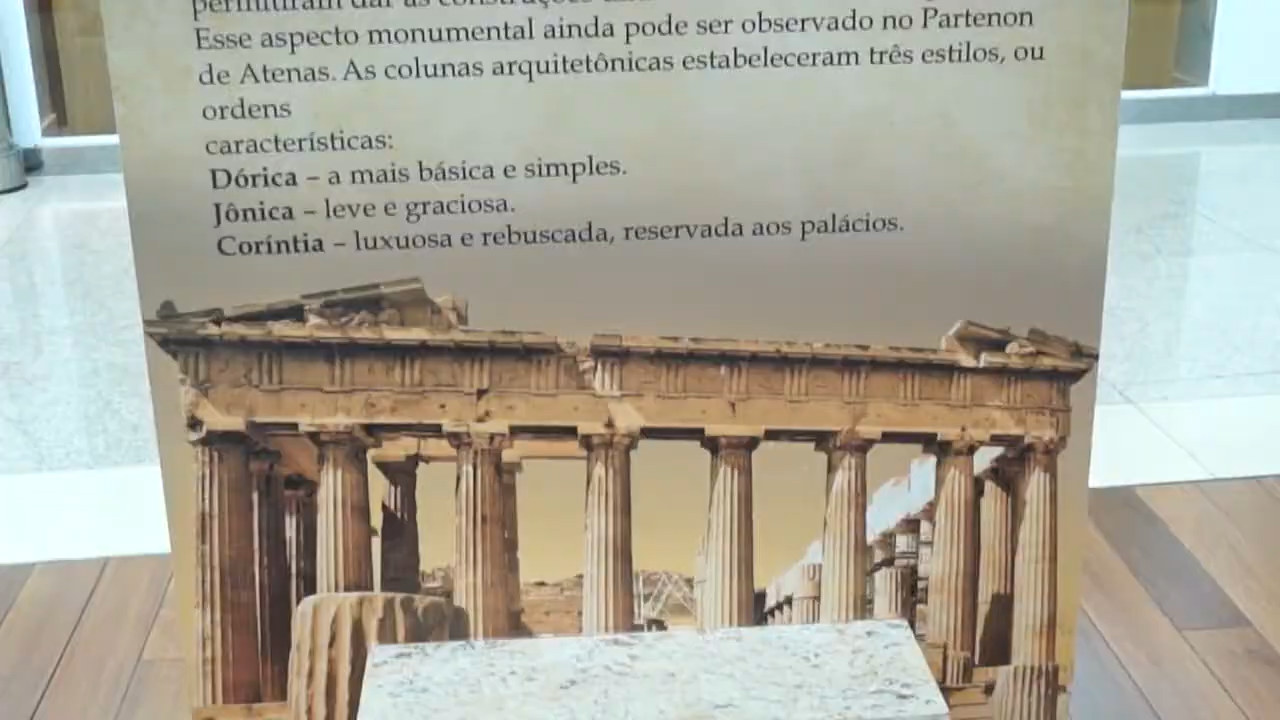 Esse aspecto monumental ainda pode ser observado no Partenon
de Atenas. As colunas arquitetônicas estabeleceram três estilos, ou
ordens
características:
Dórica – a mais básica e simples.
Jônica – leve e graciosa.
Coríntia – luxuosa e rebuscada, reservada aos palácios.